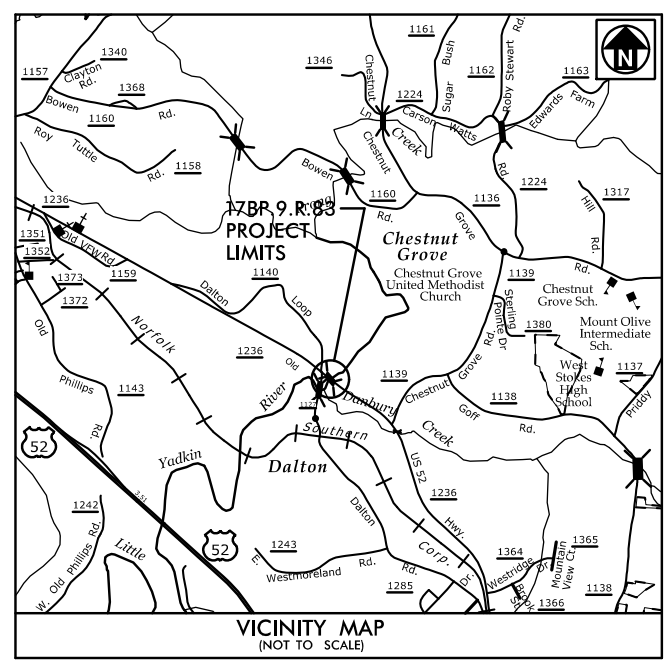 1161
1340
1346
Rd.
1157
Clayton
Rd.
1368
Chestnut
Sugar Bush
1162
Roby Stewart
1163
N
Bowen
Rd.
1224
Ln
Carson
Watts
Edwards
Farm
1160
Roy
Tuttle
Rd.
1158
Creek
Chestnut
Rd
Bowen
1160
Rd.
1136
1224
1317
Hill
Rd.
1236
17BP.9.R.83
PROJECT
LIMITS
Grove
1351
1352
Old VFW Rd
Chestnut
Grove
Rd.
1159
1140
Chestnut Grove
United Methodist
Church
1139
Chestnut
Grove Sch.
1373
1372
Dalton
Loop
Sterling
Pointe Dr
Mount Olive
Intermediate
Sch.
1380
Norfolk
Old
1236
Old
Rd.
Grove
West
Stokes
High
School
1137
Phillips
1143
River
1139
Danbury
Chestnut
1138
Priddy
Goff
Rd.
Rd.
Southern
Creek
52
Yadkin
Dalton
US 52
3.51
1236
1242
W. Old Phillips Rd.
Little
52
1243
Dalton
Hwy.
E.
Westmoreland
Rd.
Rd.
Corp.
Dr.
1364
Westridge
Dr
Mountain
View Ct.
1365
1285
Brook
St
1366
1138
VICINITY MAP
(NOT TO SCALE)